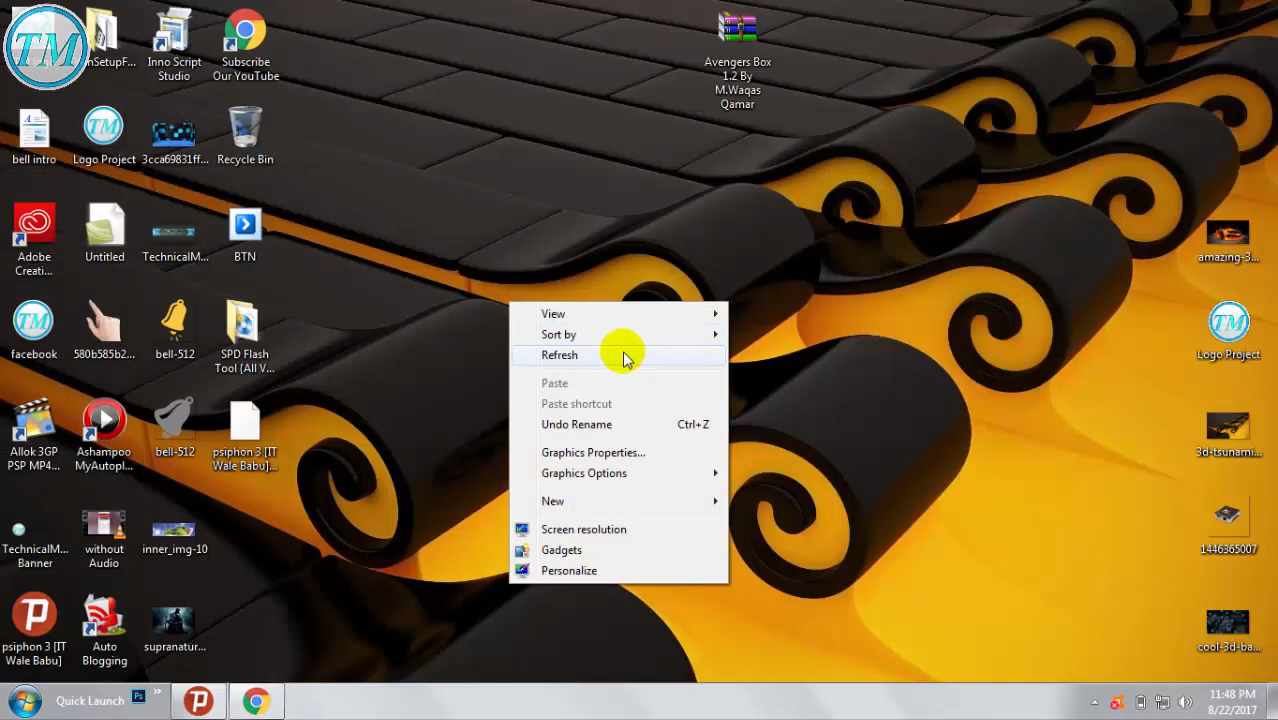 TM
nSetupF...
Inno Script
Studio
Subscribe
Our YouTube
Avengers Box
1.2 By
M.Waqas
Qamar
bell intro
TM
Logo Project
3cca69831ff...
Recycle Bin
Adobe
Creati...
Untitled
TechnicalM...
BTN
amazing-3...
TM
facebook
580b585b2...
bell-512
SPD Flash
Tool {All V...
TM
Logo Project
Allok 3GP
PSP MP4...
Ashampoo
MyAutopl...
bell-512
psiphon 3 [IT
Wale Babu]...
3d-tsunami...
TechnicalM...
Banner
without
Audio
inner_img-10
1446365007
psiphon 3 [IT
Wale Babu]
Auto
Blogging
supranatur...
cool-3d-ba...
View
Sort by
Refresh
Paste
Paste shortcut
Undo Rename Ctrl+Z
Graphics Properties...
Graphics Options
New
Screen resolution
Gadgets
Personalize
Quick Launch Ps »
11:48 PM
8/22/2017